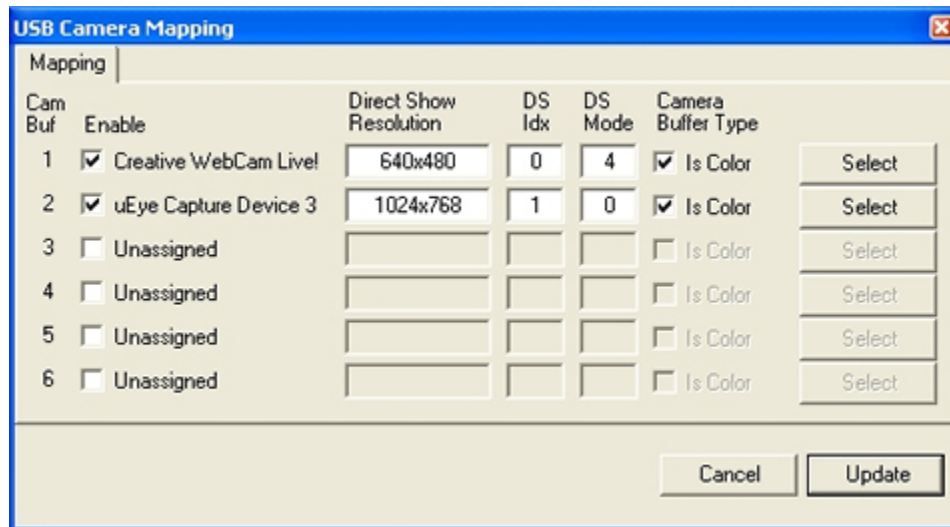 USB Camera Mapping
Mapping
Cam Buf Enable Direct Show Resolution DS Idx DS Mode Camera Buffer Type
1 Creative WebCam Live! 640x480 0 4 Is Color Select
2 uEye Capture Device 3 1024x768 1 0 Is Color Select
3 Unassigned Is Color Select
4 Unassigned Is Color Select
5 Unassigned Is Color Select
6 Unassigned Is Color Select
Cancel Update